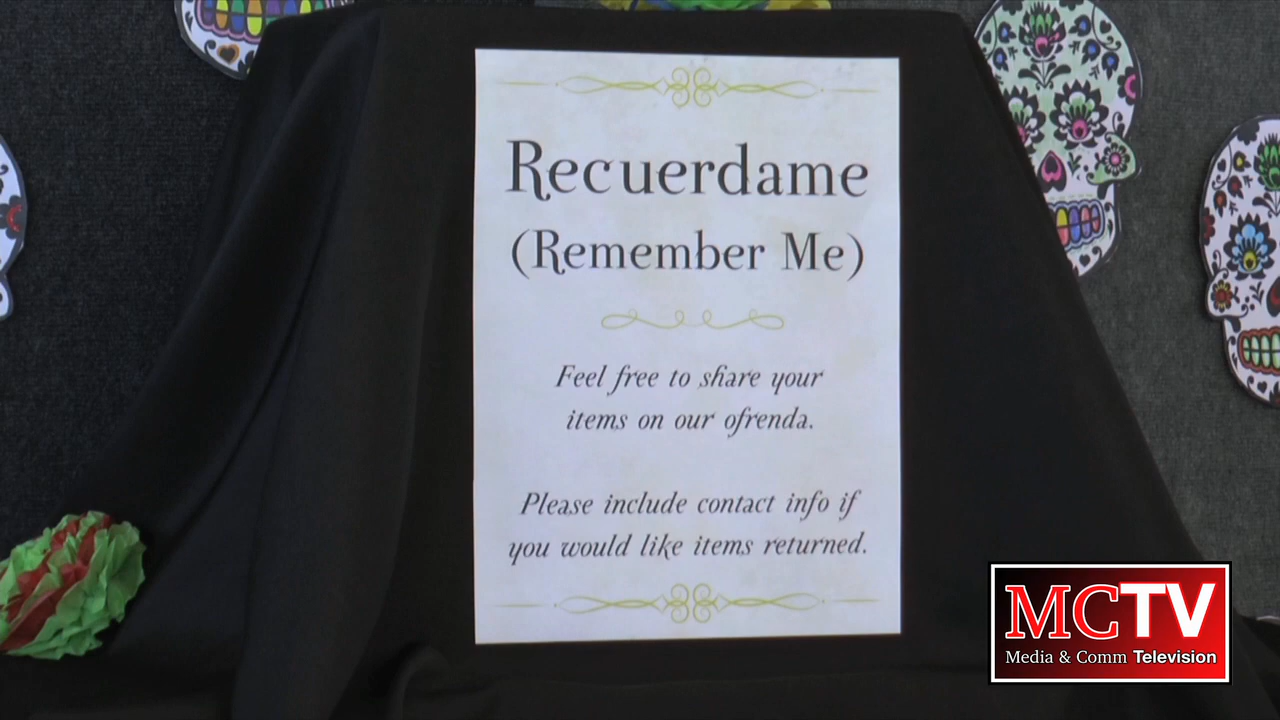 Recuerdame
(Remember Me)
Feel free to share your
items on our ofrenda.
Please include contact info if
you would like items returned.
MCTV
Media & Comm Television